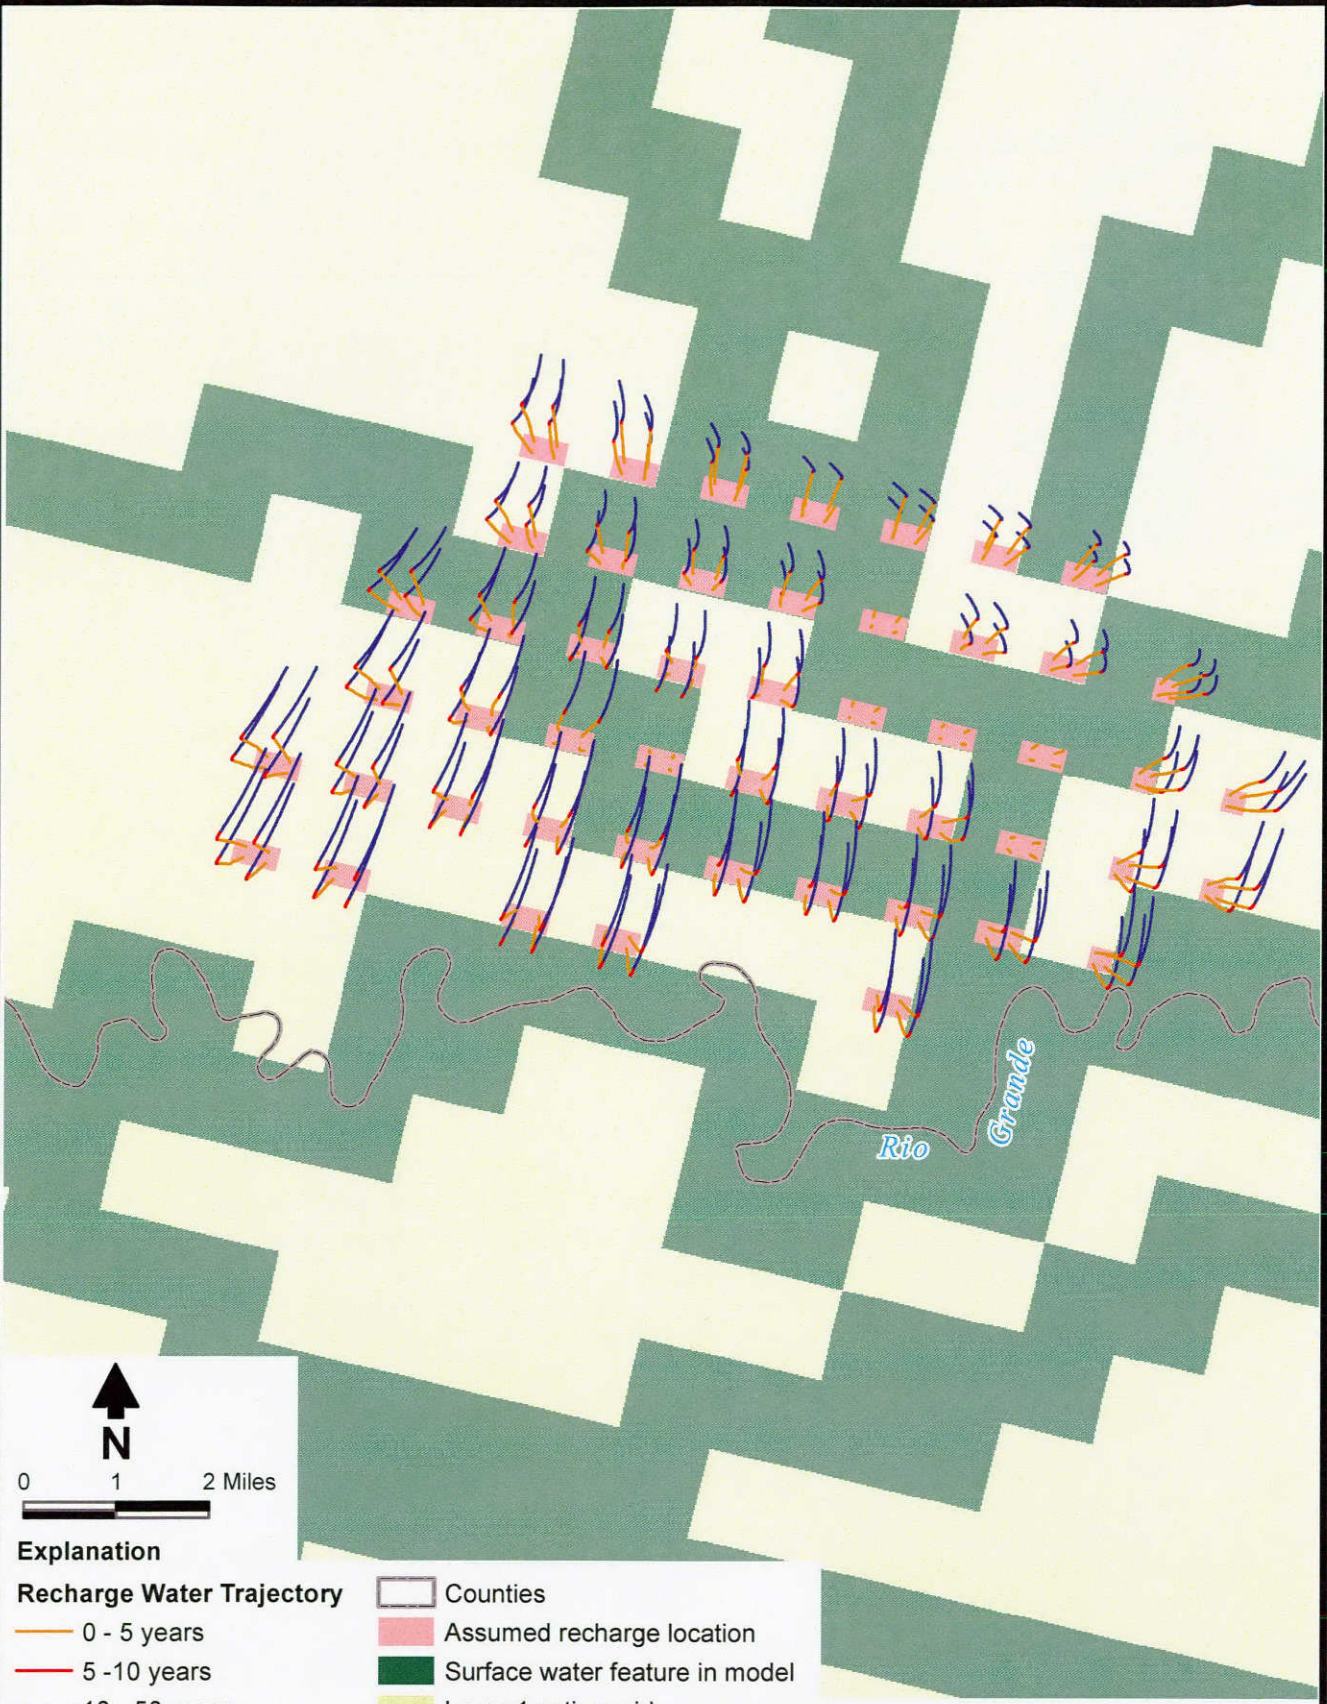 Rio
Grande
N
0 1 2 Miles
Explanation
Recharge Water Trajectory
0 - 5 years
5 -10 years
Counties
Assumed recharge location
Surface water feature in model